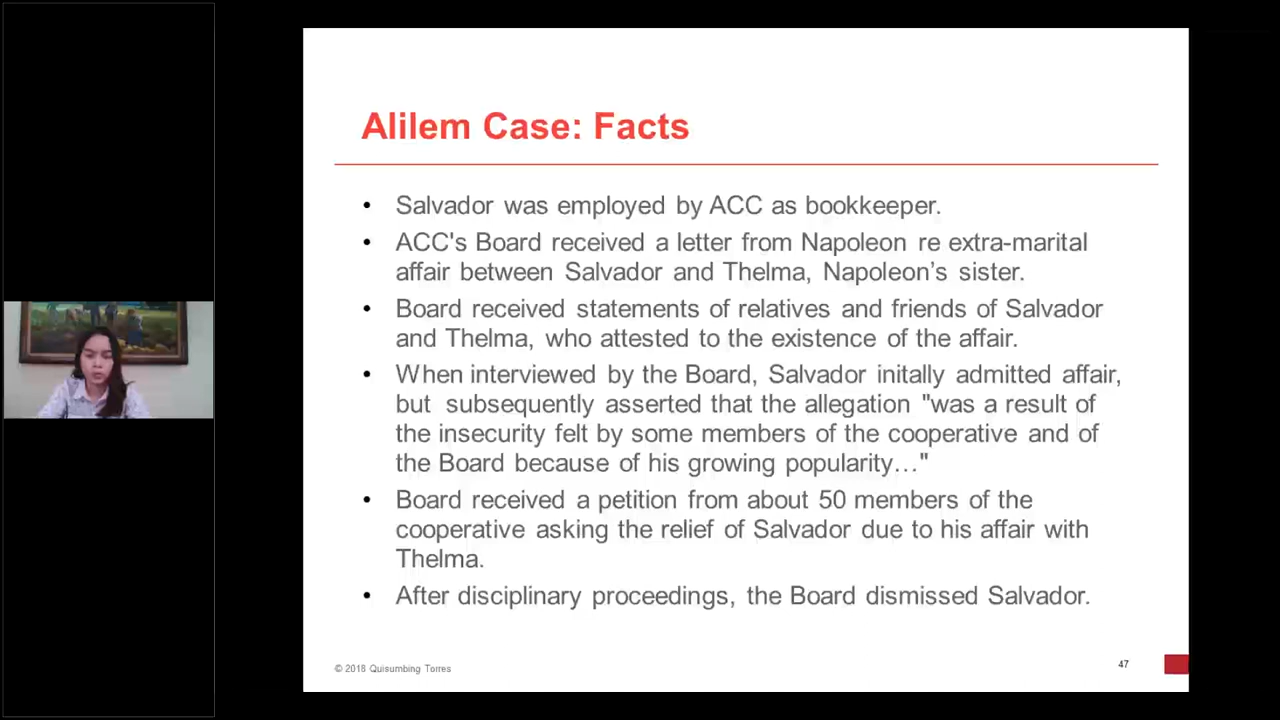 Alilem Case: Facts
• Salvador was employed by ACC as bookkeeper.
• ACC's Board received a letter from Napoleon re extra-marital
affair between Salvador and Thelma, Napoleon’s sister.
• Board received statements of relatives and friends of Salvador
and Thelma, who attested to the existence of the affair.
• When interviewed by the Board, Salvador initally admitted affair,
but subsequently asserted that the allegation "was a result of
the insecurity felt by some members of the cooperative and of
the Board because of his growing popularity…"
• Board received a petition from about 50 members of the
cooperative asking the relief of Salvador due to his affair with
Thelma.
• After disciplinary proceedings, the Board dismissed Salvador.
© 2018 Quisumbing Torres
47